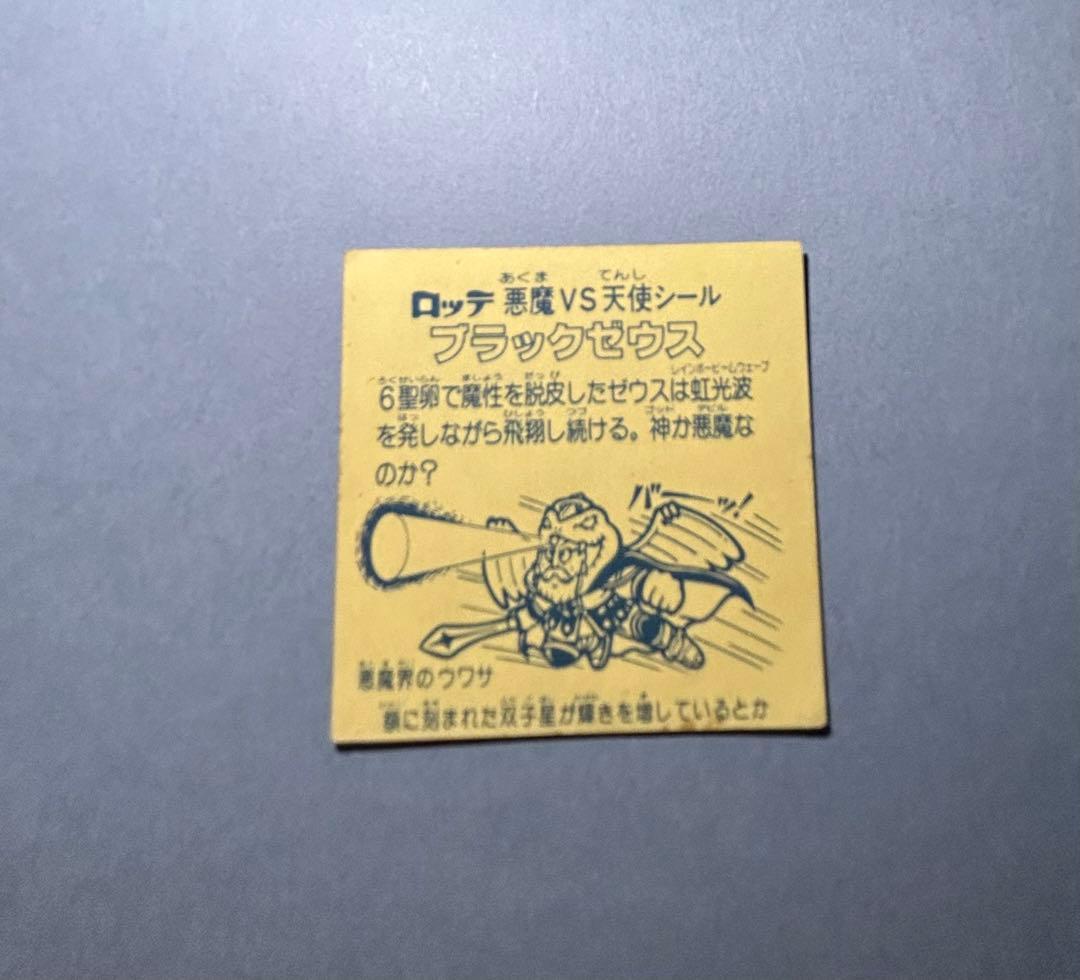 あくま てんし
ロッテ 悪魔VS天使シール
ブラックゼウス
ろくせいらん ましょう だっぴ レインボービームウェーブ
6聖卵で魔性を脱皮したゼウスは虹光波
はっ ひしょう つづ ゴッド デビル
を発しながら飛翔し続ける。神か悪魔な
のか?
バーッ!
悪魔界のウワサ
額に刻まれた双子星が輝きを増しているとか